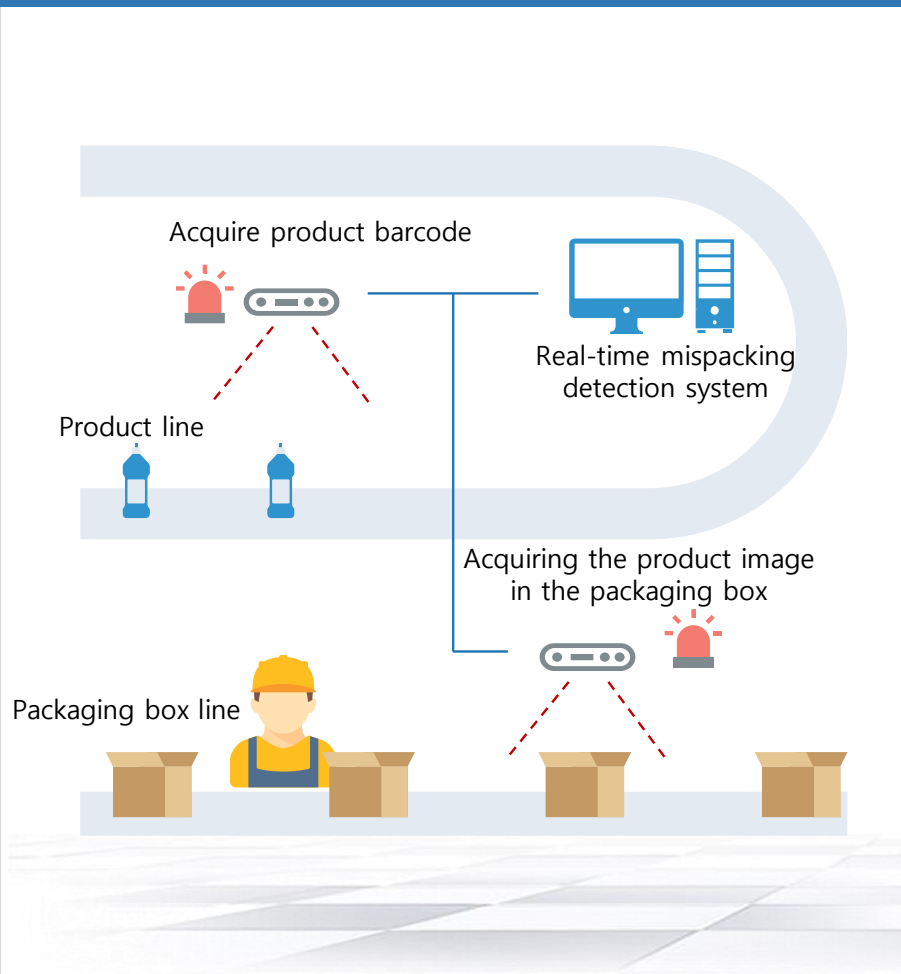 Acquire product barcode
Real-time mispacking
detection system
Product line
Acquiring the product image
in the packaging box
Packaging box line